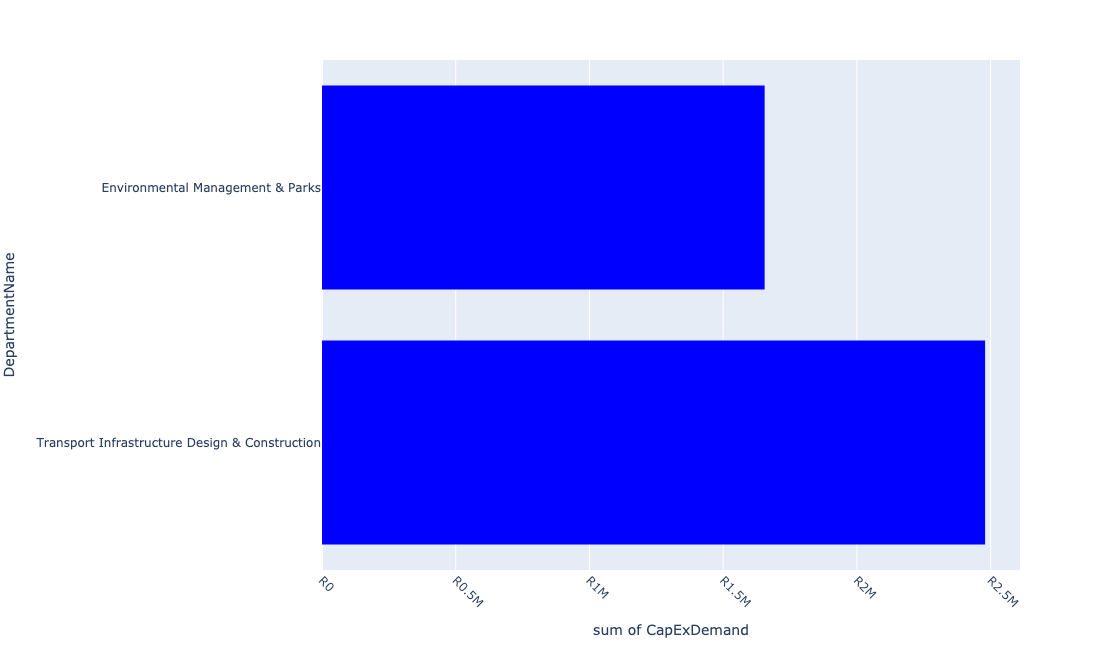 DepartmentName
Environmental Management & Parks
Transport Infrastructure Design & Construction
R0
R0.5M
R1M
R1.5M
R2M
R2.5M
sum of CapExDemand